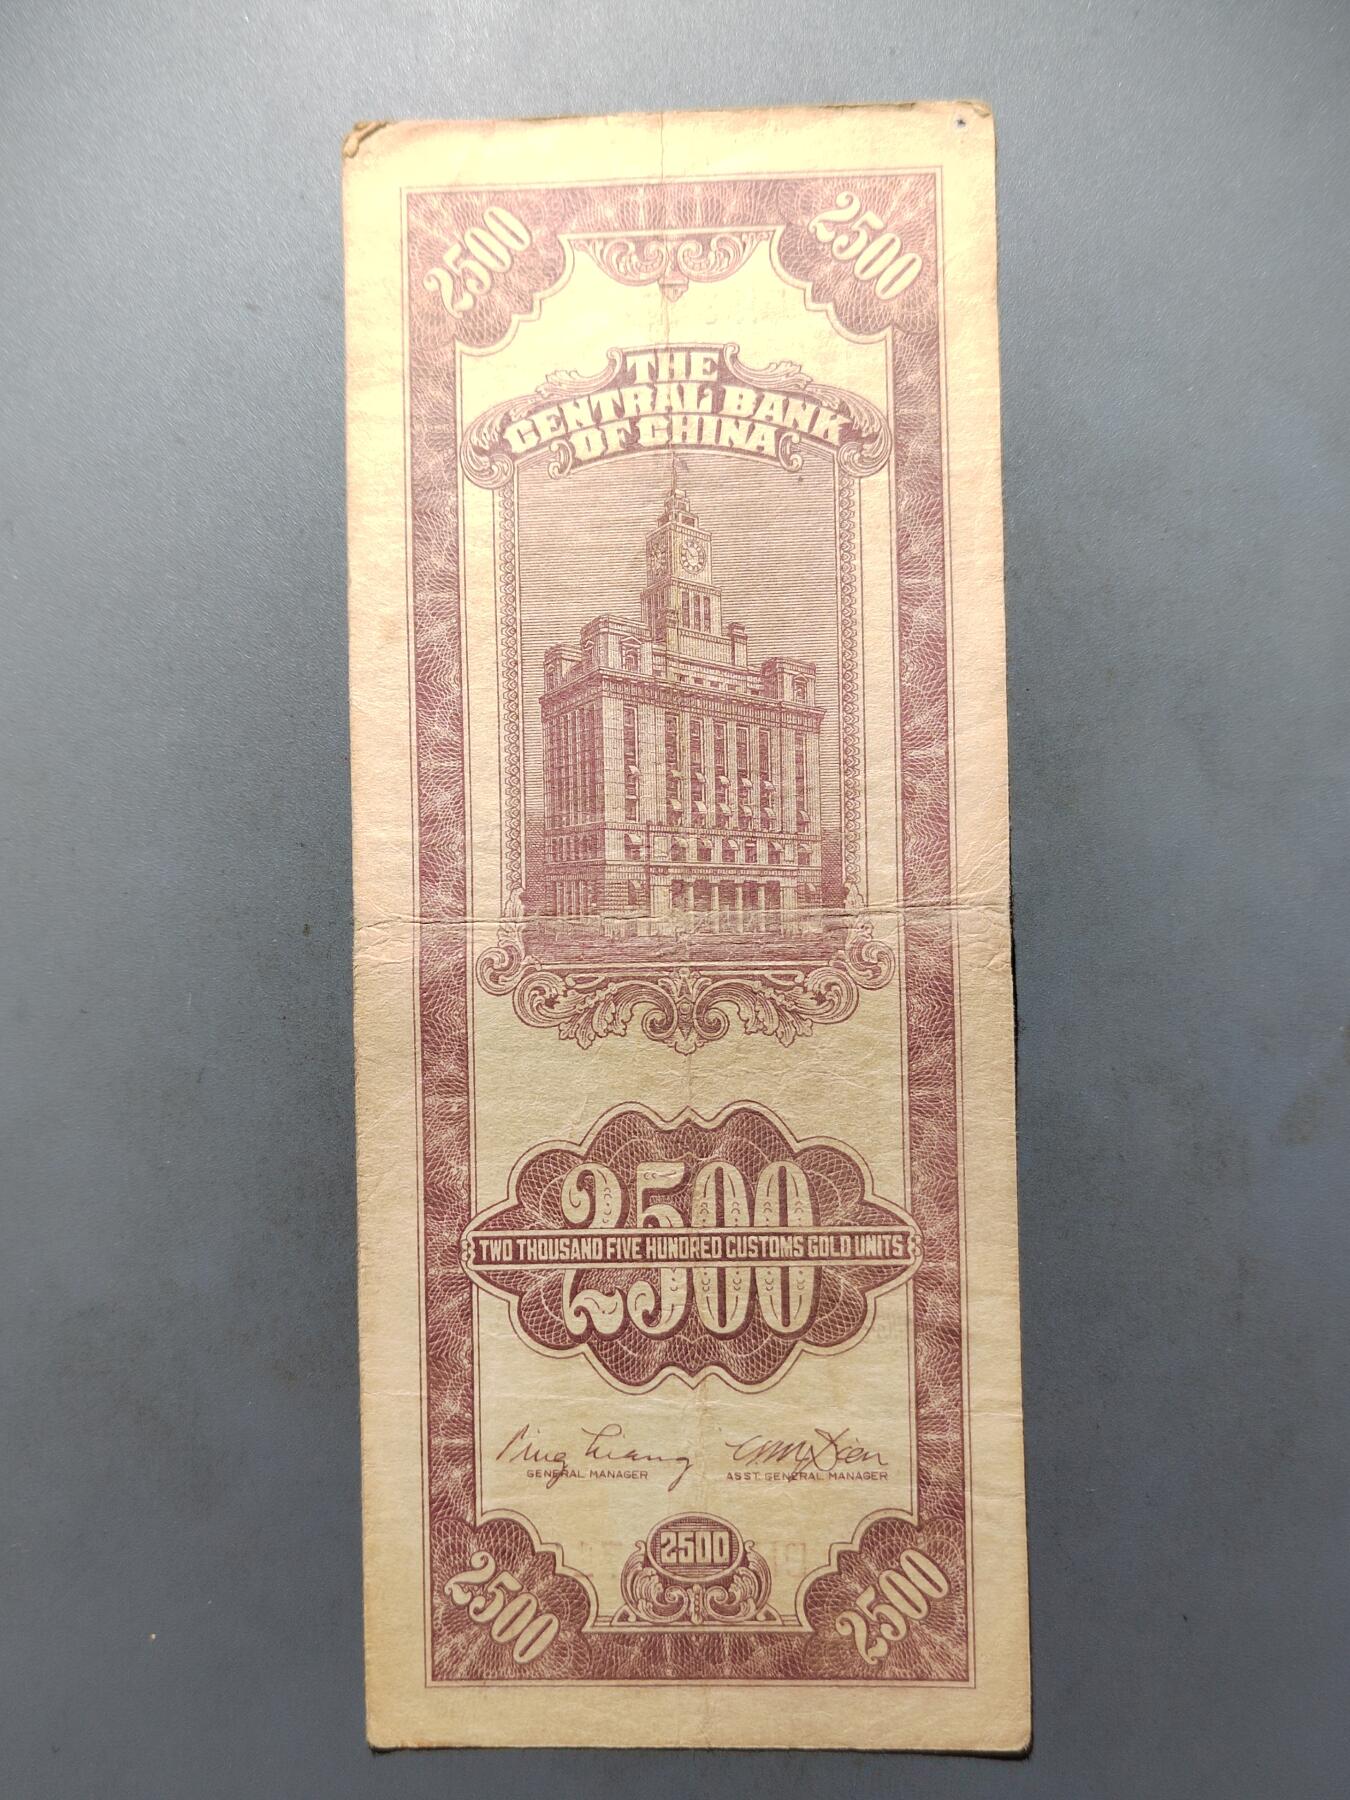 2500 2500
THE
CENTRAL BANK
OF CHINA
2500
TWO THOUSAND FIVE HUNDRED CUSTOMS GOLD UNITS
GENERAL MANAGER ASST. GENERAL MANAGER
2500
2500 2500